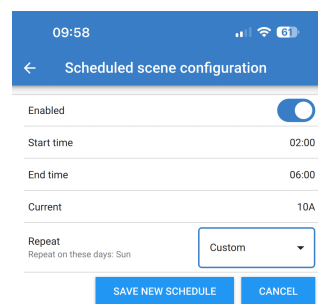 09:58
61
Scheduled scene configuration
Enabled
Start time 02:00
End time 06:00
Current 10A
Repeat
Repeat on these days: Sun
Custom
SAVE NEW SCHEDULE CANCEL